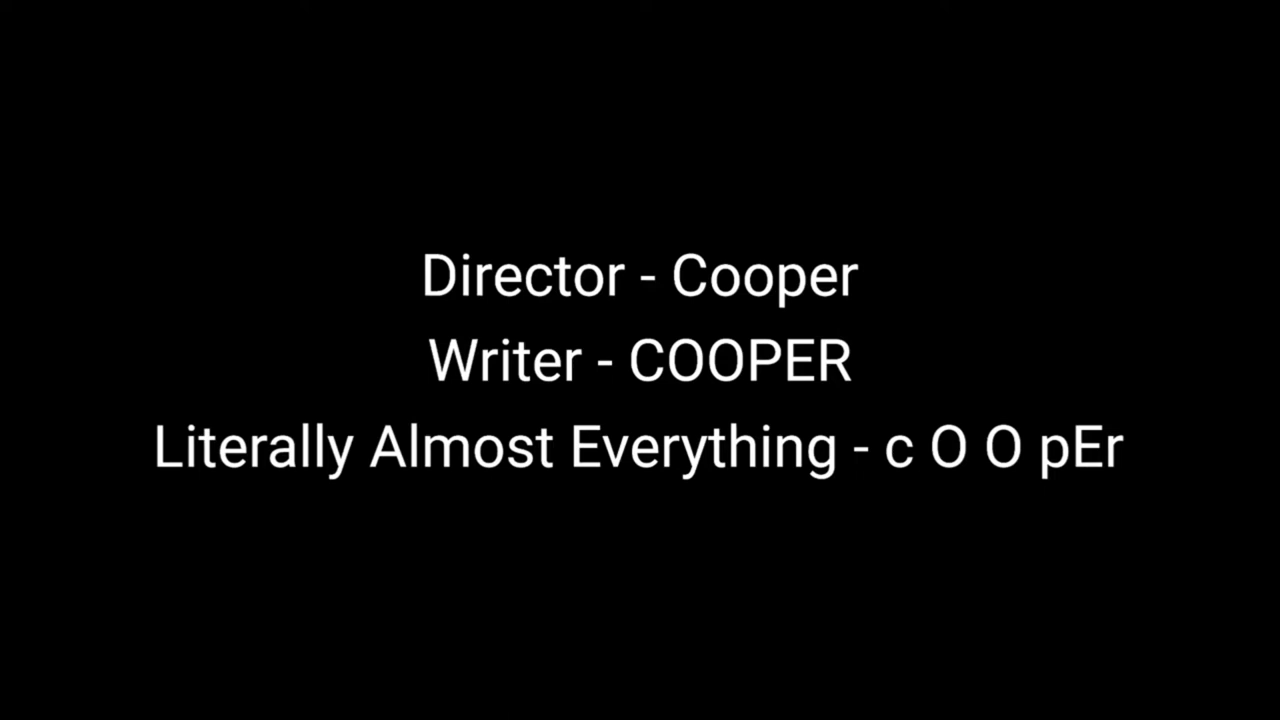 Director - Cooper
Writer - COOPER
Literally Almost Everything - c O O pEr